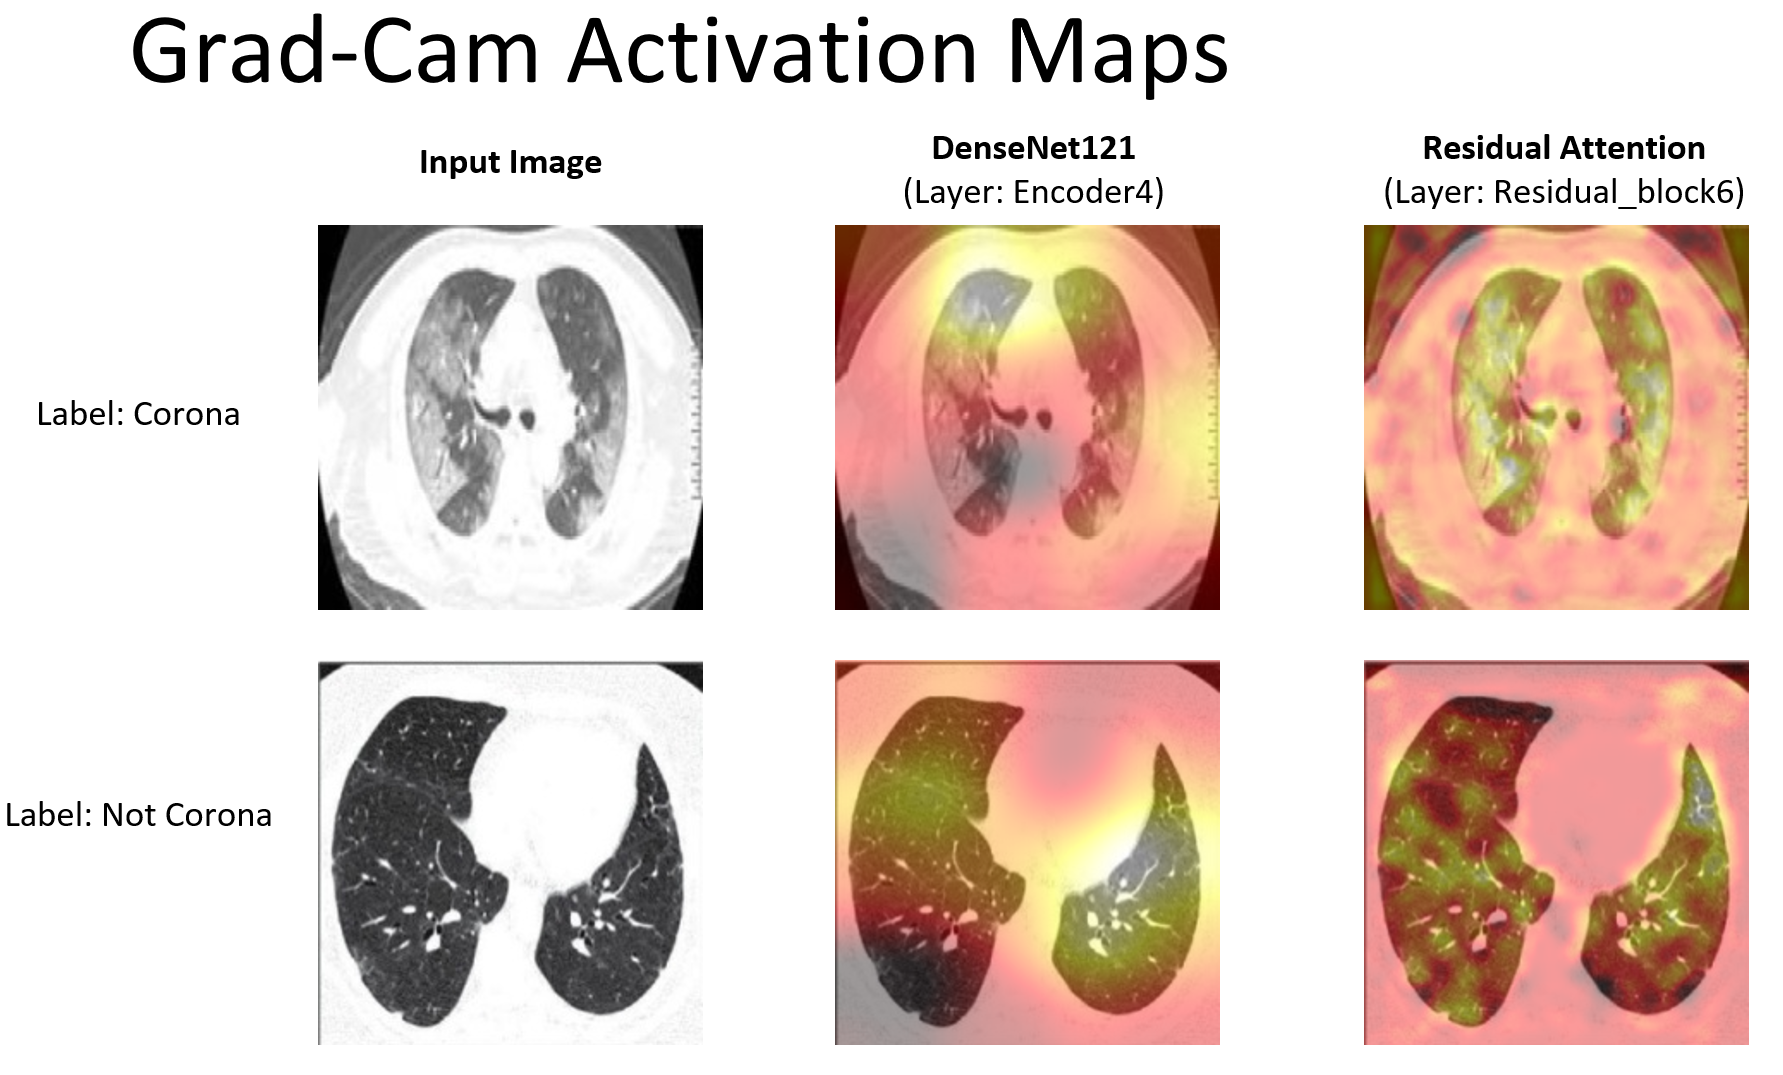 Grad-Cam Activation Maps
Input Image
DenseNet121
(Layer: Encoder4)
Residual Attention
(Layer: Residual_block6)
Label: Corona
Label: Not Corona